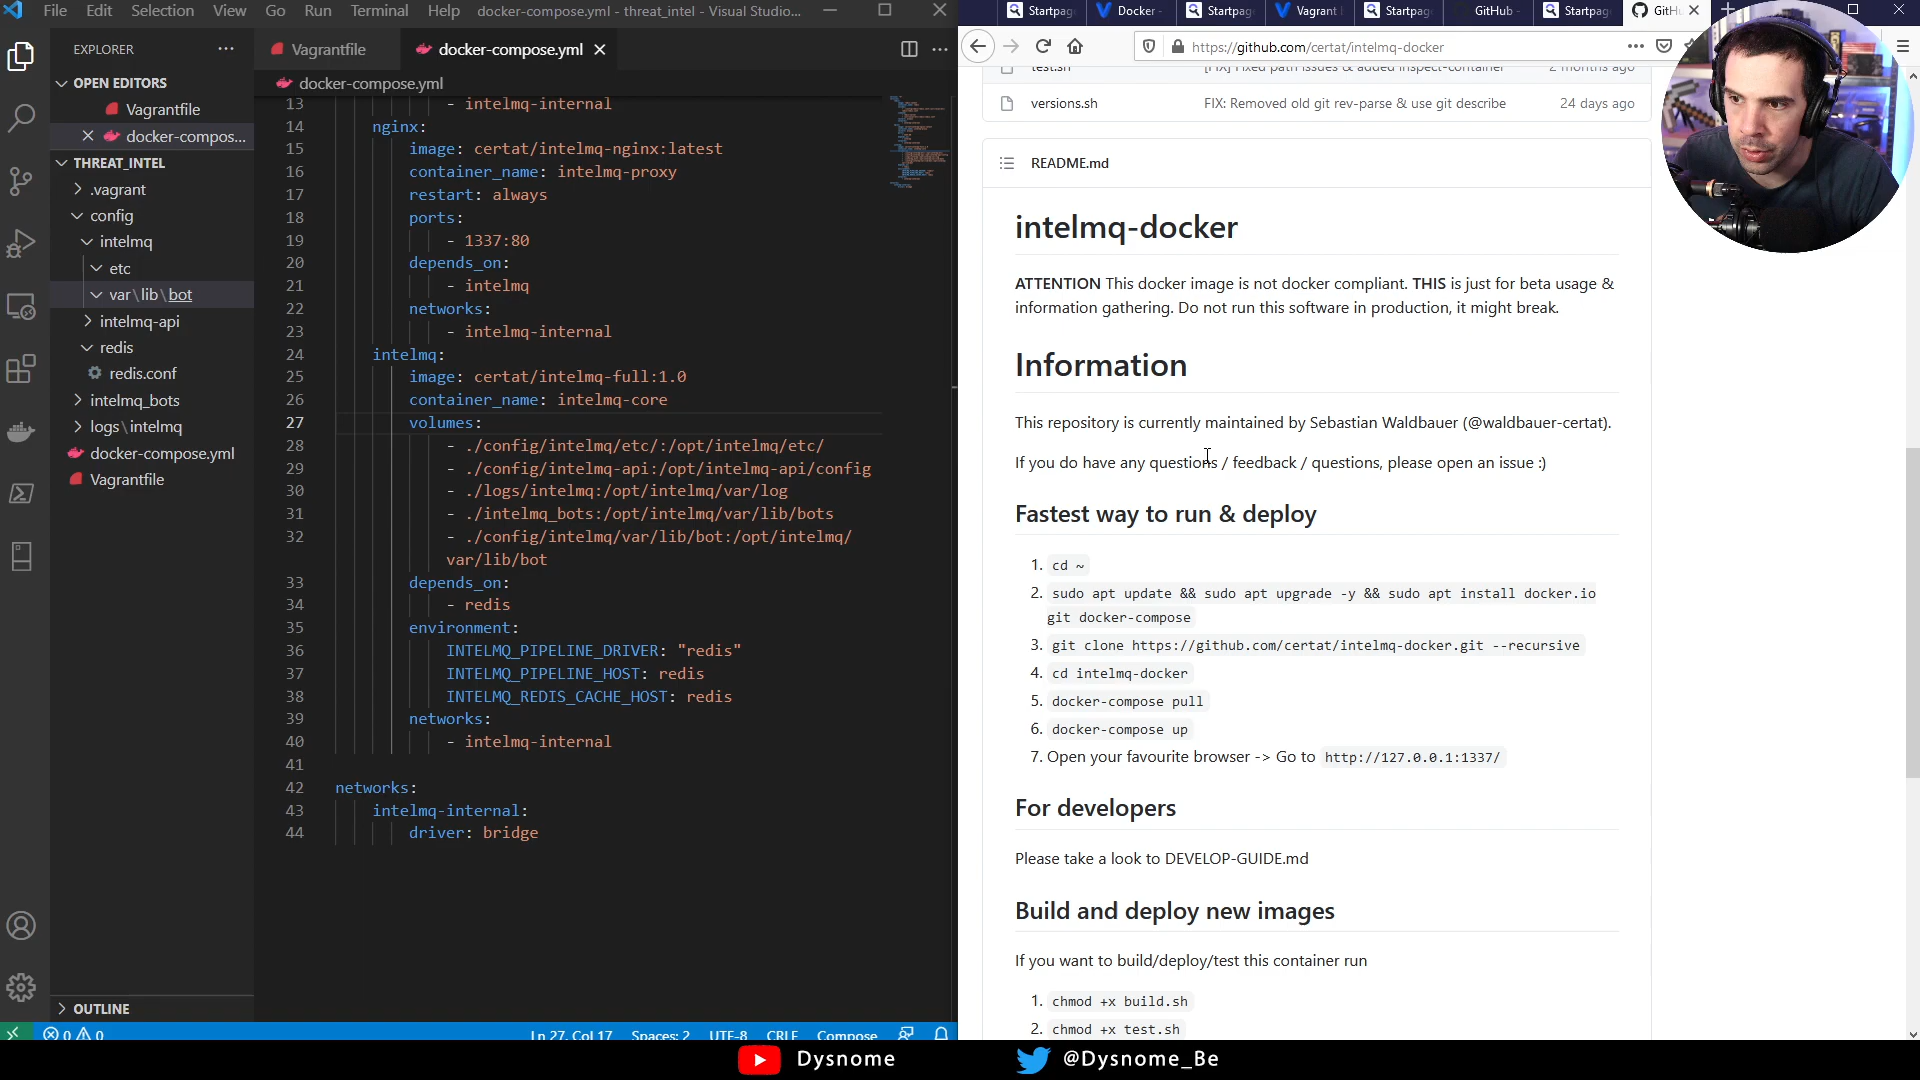 File Edit Selection View Go Run Terminal Help docker-compose.yml - threat_intel - Visual Studio...
EXPLORER
OPEN EDITORS
Vagrantfile
docker-compos...
THREAT_INTEL
.vagrant
config
intelmq
etc
var\lib\bot
intelmq-api
redis
redis.conf
intelmq_bots
logs\intelmq
docker-compose.yml
Vagrantfile
OUTLINE
Vagrantfile docker-compose.yml
docker-compose.yml
13 - intelmq-internal
14 nginx:
15 image: certat/intelmq-nginx:latest
16 container_name: intelmq-proxy
17 restart: always
18 ports:
19 - 1337:80
20 depends_on:
21 - intelmq
22 networks:
23 - intelmq-internal
24 intelmq:
25 image: certat/intelmq-full:1.0
26 container_name: intelmq-core
27 volumes:
28 - ./config/intelmq/etc/:/opt/intelmq/etc/
29 - ./config/intelmq-api:/opt/intelmq-api/config
30 - ./logs/intelmq:/opt/intelmq/var/log
31 - ./intelmq_bots:/opt/intelmq/var/lib/bots
32 - ./config/intelmq/var/lib/bot:/opt/intelmq/
var/lib/bot
33 depends_on:
34 - redis
35 environment:
36 INTELMQ_PIPELINE_DRIVER: "redis"
37 INTELMQ_PIPELINE_HOST: redis
38 INTELMQ_REDIS_CACHE_HOST: redis
39 networks:
40 - intelmq-internal
41
42 networks:
43 intelmq-internal:
44 driver: bridge
0 0 Ln 27, Col 17 Spaces: 2 UTF-8 CRLF Compose
Startpag Docker - Startpag Vagrant Startpag GitHub - Startpag GitH
https://github.com/certat/intelmq-docker
test.sh [FIX] Fixed path issues & added inspect-container 2 months ago
versions.sh FIX: Removed old git rev-parse & use git describe 24 days ago
README.md
intelmq-docker
ATTENTION This docker image is not docker compliant. THIS is just for beta usage &
information gathering. Do not run this software in production, it might break.
Information
This repository is currently maintained by Sebastian Waldbauer (@waldbauer-certat).
If you do have any questions / feedback / questions, please open an issue :)
Fastest way to run & deploy
1. cd ~
2. sudo apt update && sudo apt upgrade -y && sudo apt install docker.io
git docker-compose
3. git clone https://github.com/certat/intelmq-docker.git --recursive
4. cd intelmq-docker
5. docker-compose pull
6. docker-compose up
7. Open your favourite browser -> Go to http://127.0.0.1:1337/
For developers
Please take a look to DEVELOP-GUIDE.md
Build and deploy new images
If you want to build/deploy/test this container run
1. chmod +x build.sh
2. chmod +x test.sh
Dysnome @Dysnome_Be